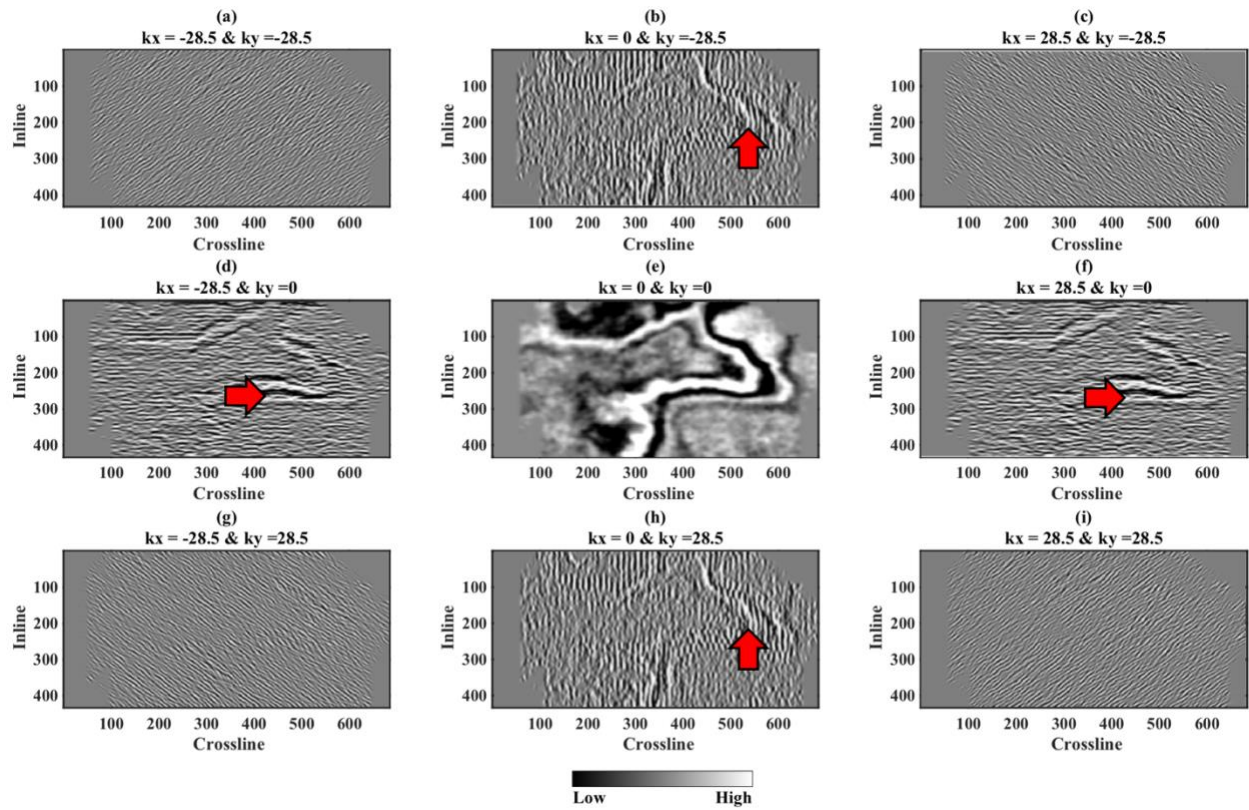 (a)
kx = -28.5 & ky =-28.5
(b)
kx = 0 & ky =-28.5
(c)
kx = 28.5 & ky =-28.5
Inline
100
200
300
400
100 200 300 400 500 600
Crossline
Inline
100
200
300
400
100 200 300 400 500 600
Crossline
Inline
100
200
300
400
100 200 300 400 500 600
Crossline
(d)
kx = -28.5 & ky =0
(e)
kx = 0 & ky =0
(f)
kx = 28.5 & ky =0
Inline
100
200
300
400
100 200 300 400 500 600
Crossline
Inline
100
200
300
400
100 200 300 400 500 600
Crossline
Inline
100
200
300
400
100 200 300 400 500 600
Crossline
(g)
kx = -28.5 & ky =28.5
(h)
kx = 0 & ky =28.5
(i)
kx = 28.5 & ky =28.5
Inline
100
200
300
400
100 200 300 400 500 600
Crossline
Inline
100
200
300
400
100 200 300 400 500 600
Crossline
Inline
100
200
300
400
100 200 300 400 500 600
Crossline
Low High